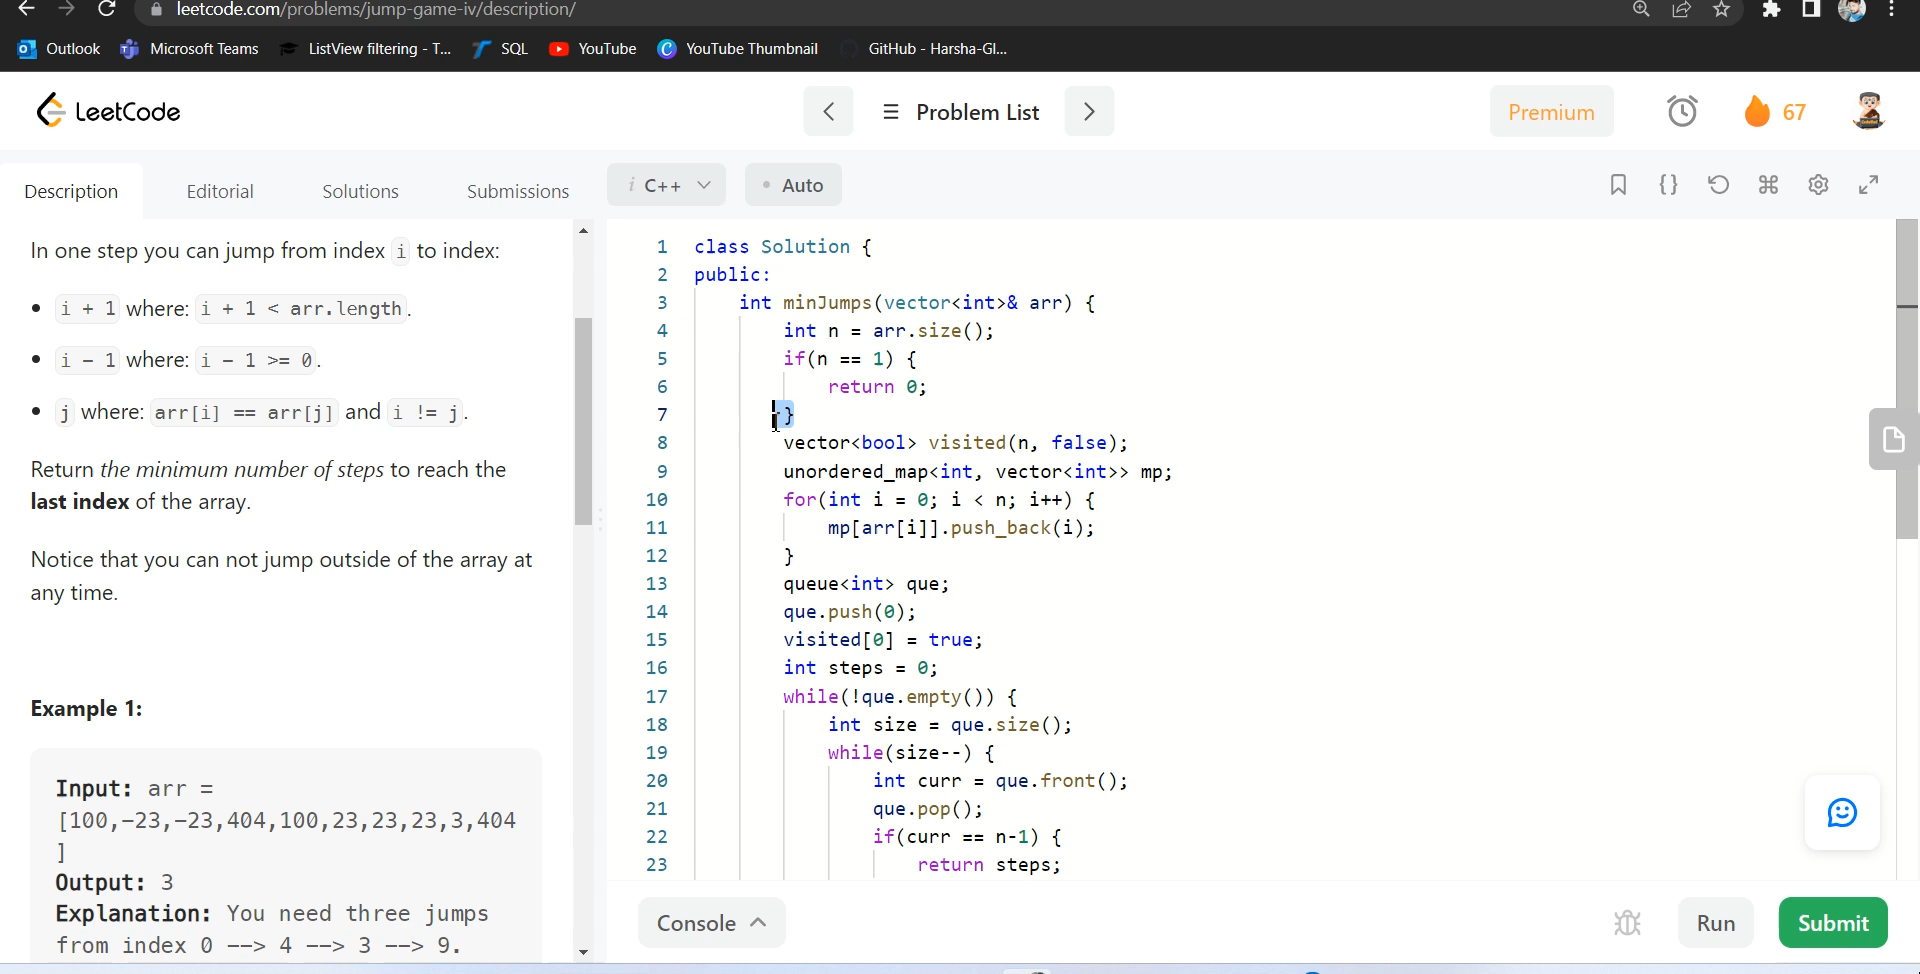 leetcode.com/problems/jump-game-iv/description/
Outlook Microsoft Teams ListView filtering - T... SQL YouTube YouTube Thumbnail GitHub - Harsha-Gl...
LeetCode
Problem List
Premium
67
Description Editorial Solutions Submissions
i C++
Auto
In one step you can jump from index i to index:
• i + 1 where: i + 1 < arr.length.
• i - 1 where: i - 1 >= 0.
• j where: arr[i] == arr[j] and i != j.
Return the minimum number of steps to reach the
last index of the array.
Notice that you can not jump outside of the array at
any time.
Example 1:
Input: arr =
[100,-23,-23,404,100,23,23,23,3,404
]
Output: 3
Explanation: You need three jumps
from index 0 --> 4 --> 3 --> 9.
1 class Solution {
2 public:
3 int minJumps(vector<int>& arr) {
4 int n = arr.size();
5 if(n == 1) {
6 return 0;
7 }
8 vector<bool> visited(n, false);
9 unordered_map<int, vector<int>> mp;
10 for(int i = 0; i < n; i++) {
11 mp[arr[i]].push_back(i);
12 }
13 queue<int> que;
14 que.push(0);
15 visited[0] = true;
16 int steps = 0;
17 while(!que.empty()) {
18 int size = que.size();
19 while(size--) {
20 int curr = que.front();
21 que.pop();
22 if(curr == n-1) {
23 return steps;
Console
Run
Submit